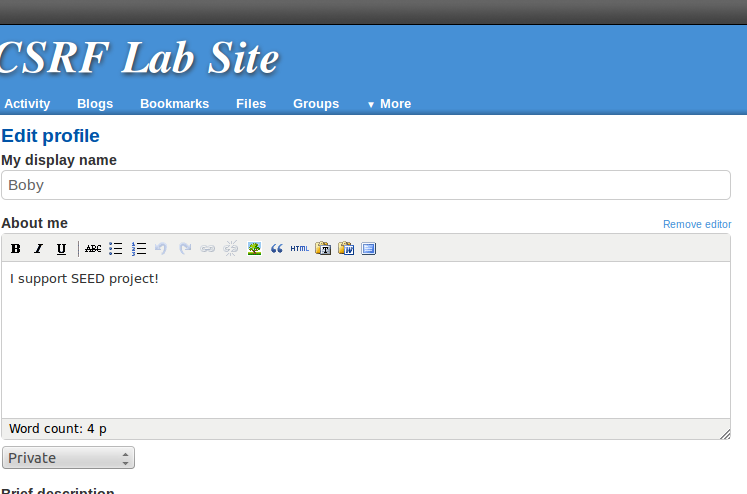 CSRF Lab Site
Activity Blogs Bookmarks Files Groups ▼ More
Edit profile
My display name
Boby
About me Remove editor
B I U ABC HTML
I support SEED project!
Word count: 4 p
Private
Brief description